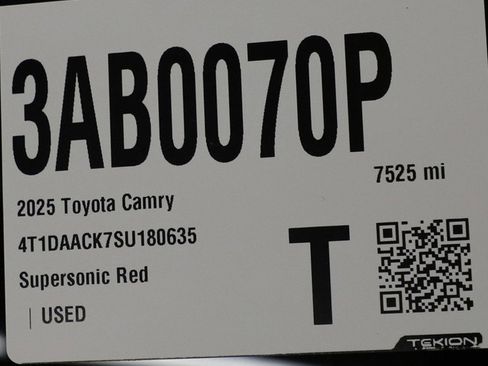 3AB0070P
7525 mi
2025 Toyota Camry
4T1DAACK7SU180635
Supersonic Red
| USED
T
TEKION